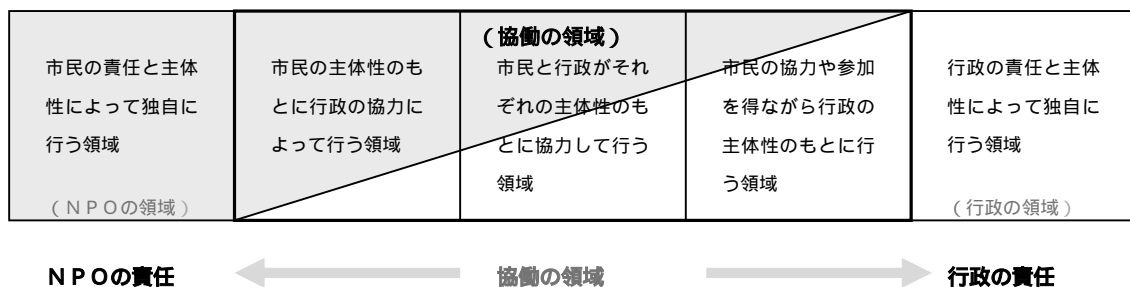 (協働の領域)
市民の責任と主体
性によって独自に
行う領域
(NPOの領域)
市民の主体性のも
とに行政の協力に
よって行う領域
市民と行政がそれ
ぞれの主体性のも
とに協力して行う
領域
市民の協力や参加
を得ながら行政の
主体性のもとに行
う領域
行政の責任と主体
性によって独自に
行う領域
(行政の領域)
NPOの責任
協働の領域
行政の責任